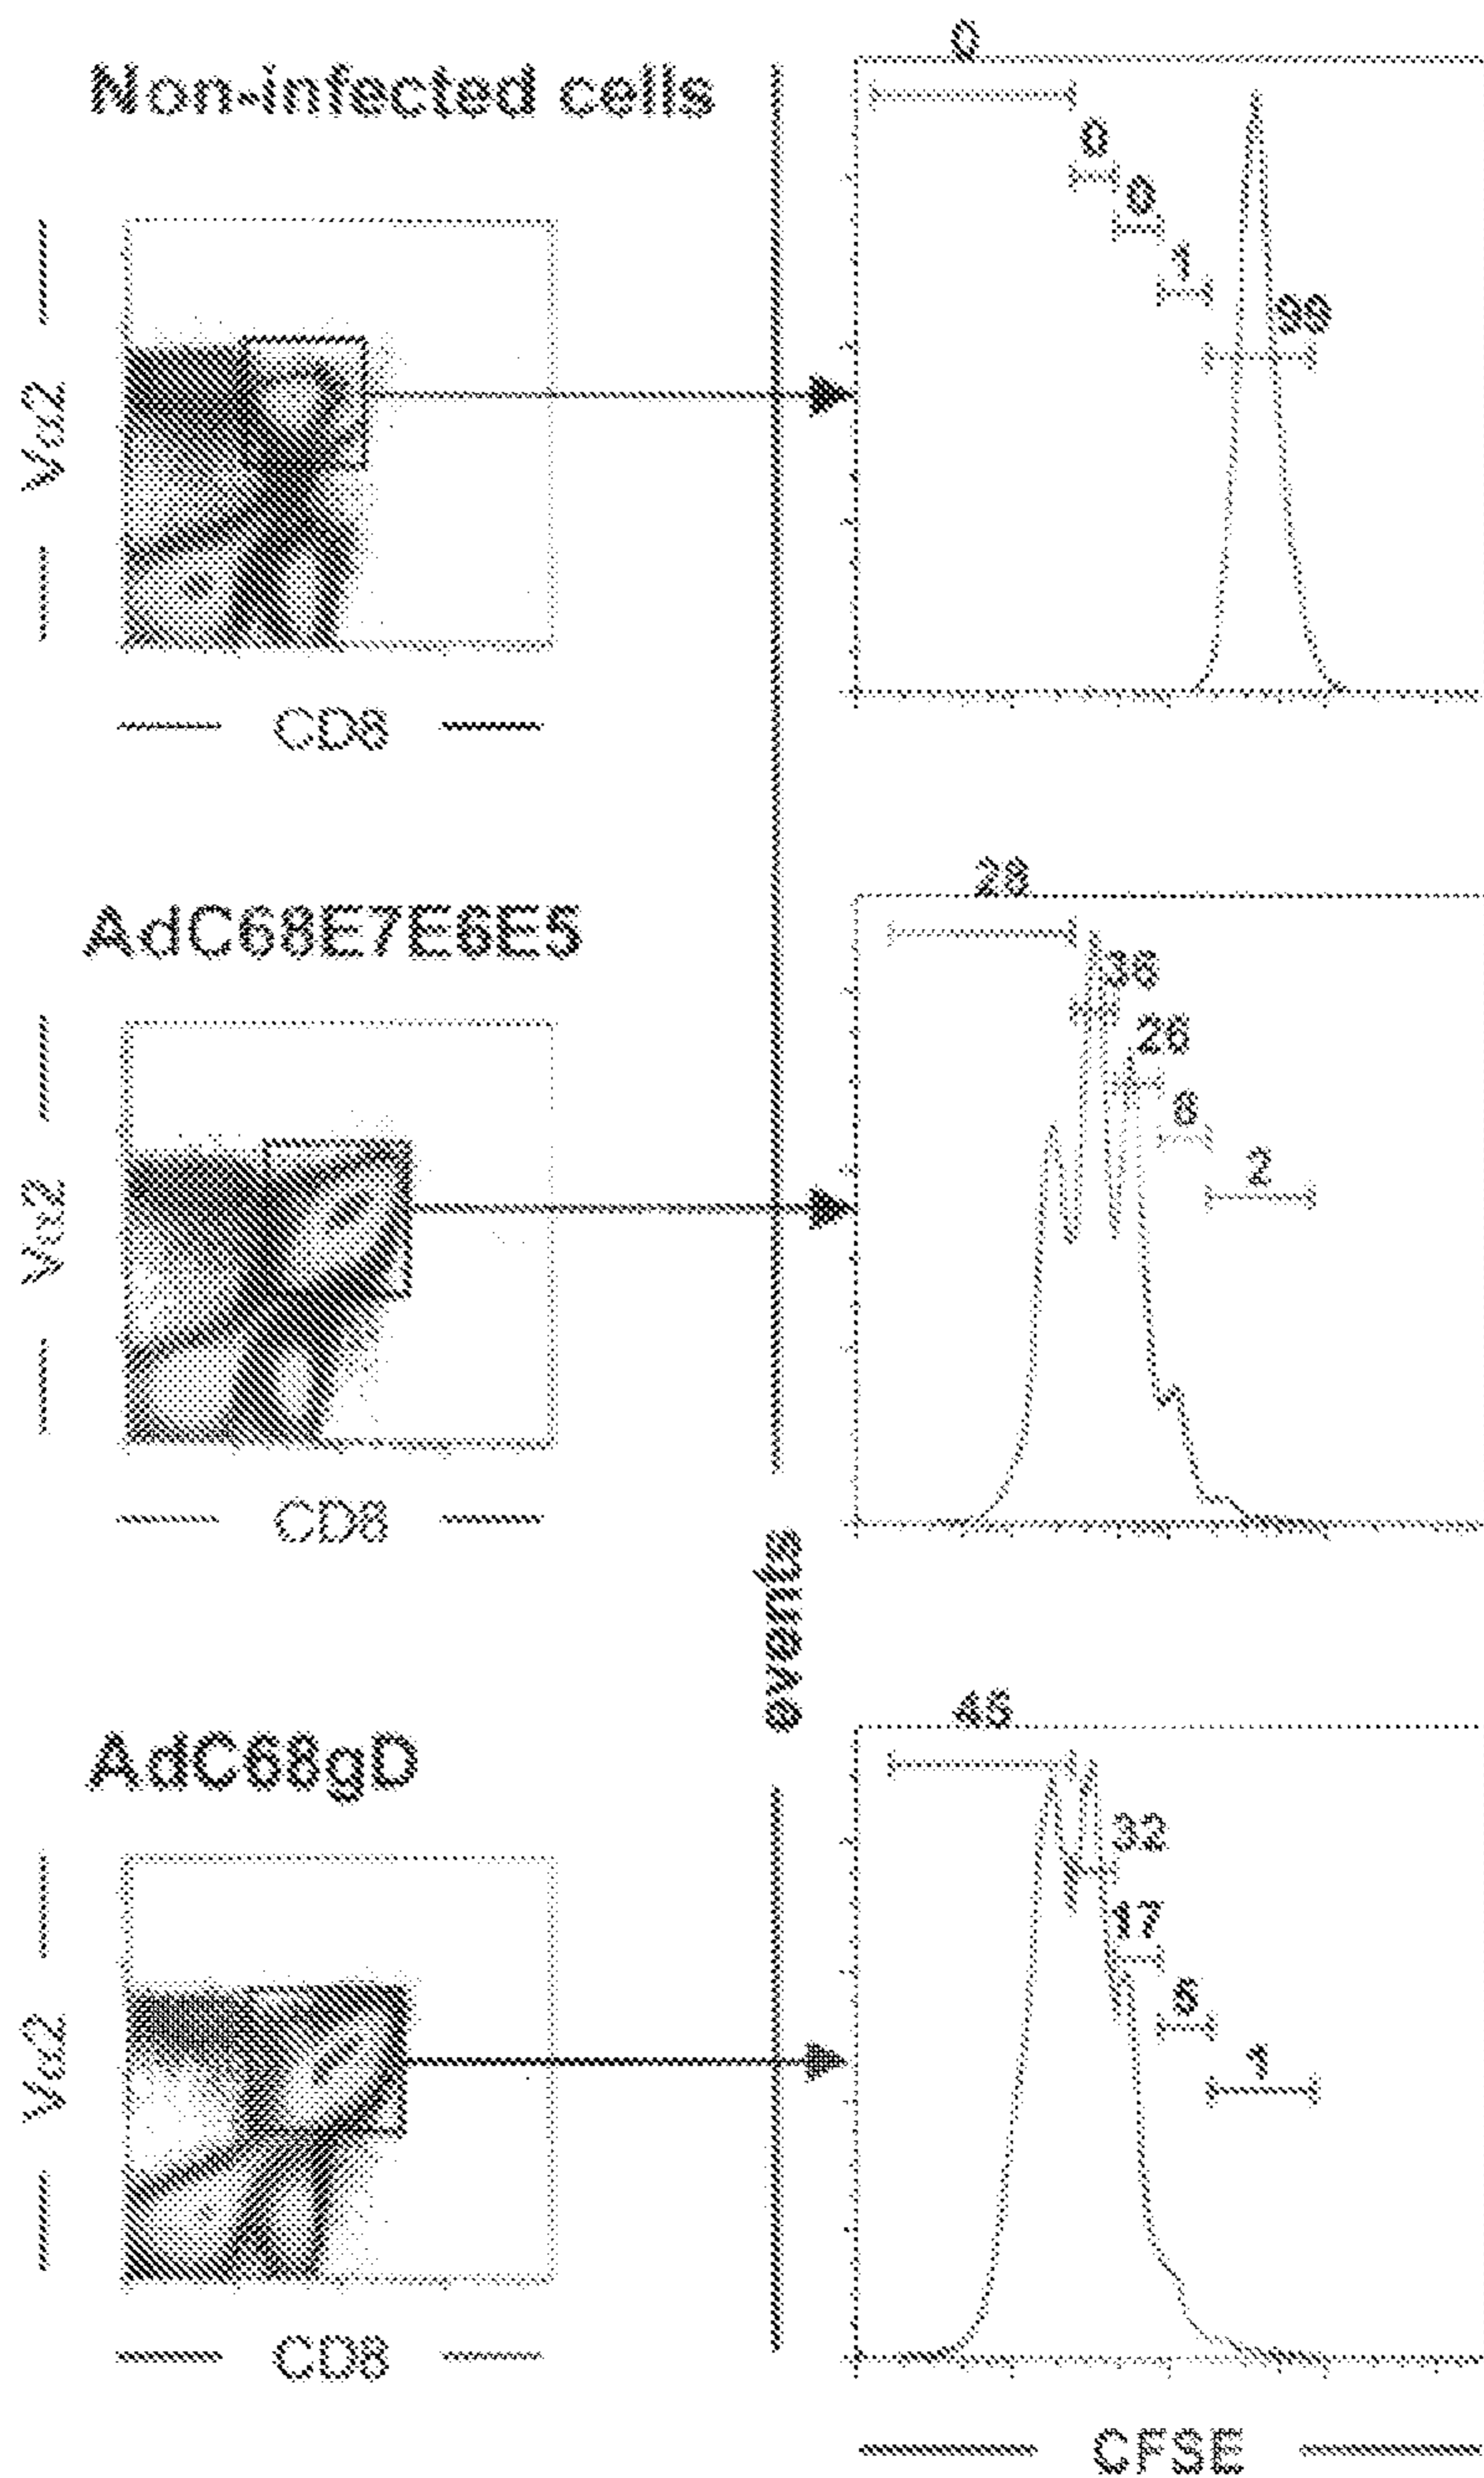 Non-infected cells
Vα2
CD8
0
0
0
1
99
AdC68E7E6E5
Vα2
CD8
28
38
26
6
2
events
AdC68gD
Vα2
CD8
45
32
17
5
1
CFSE